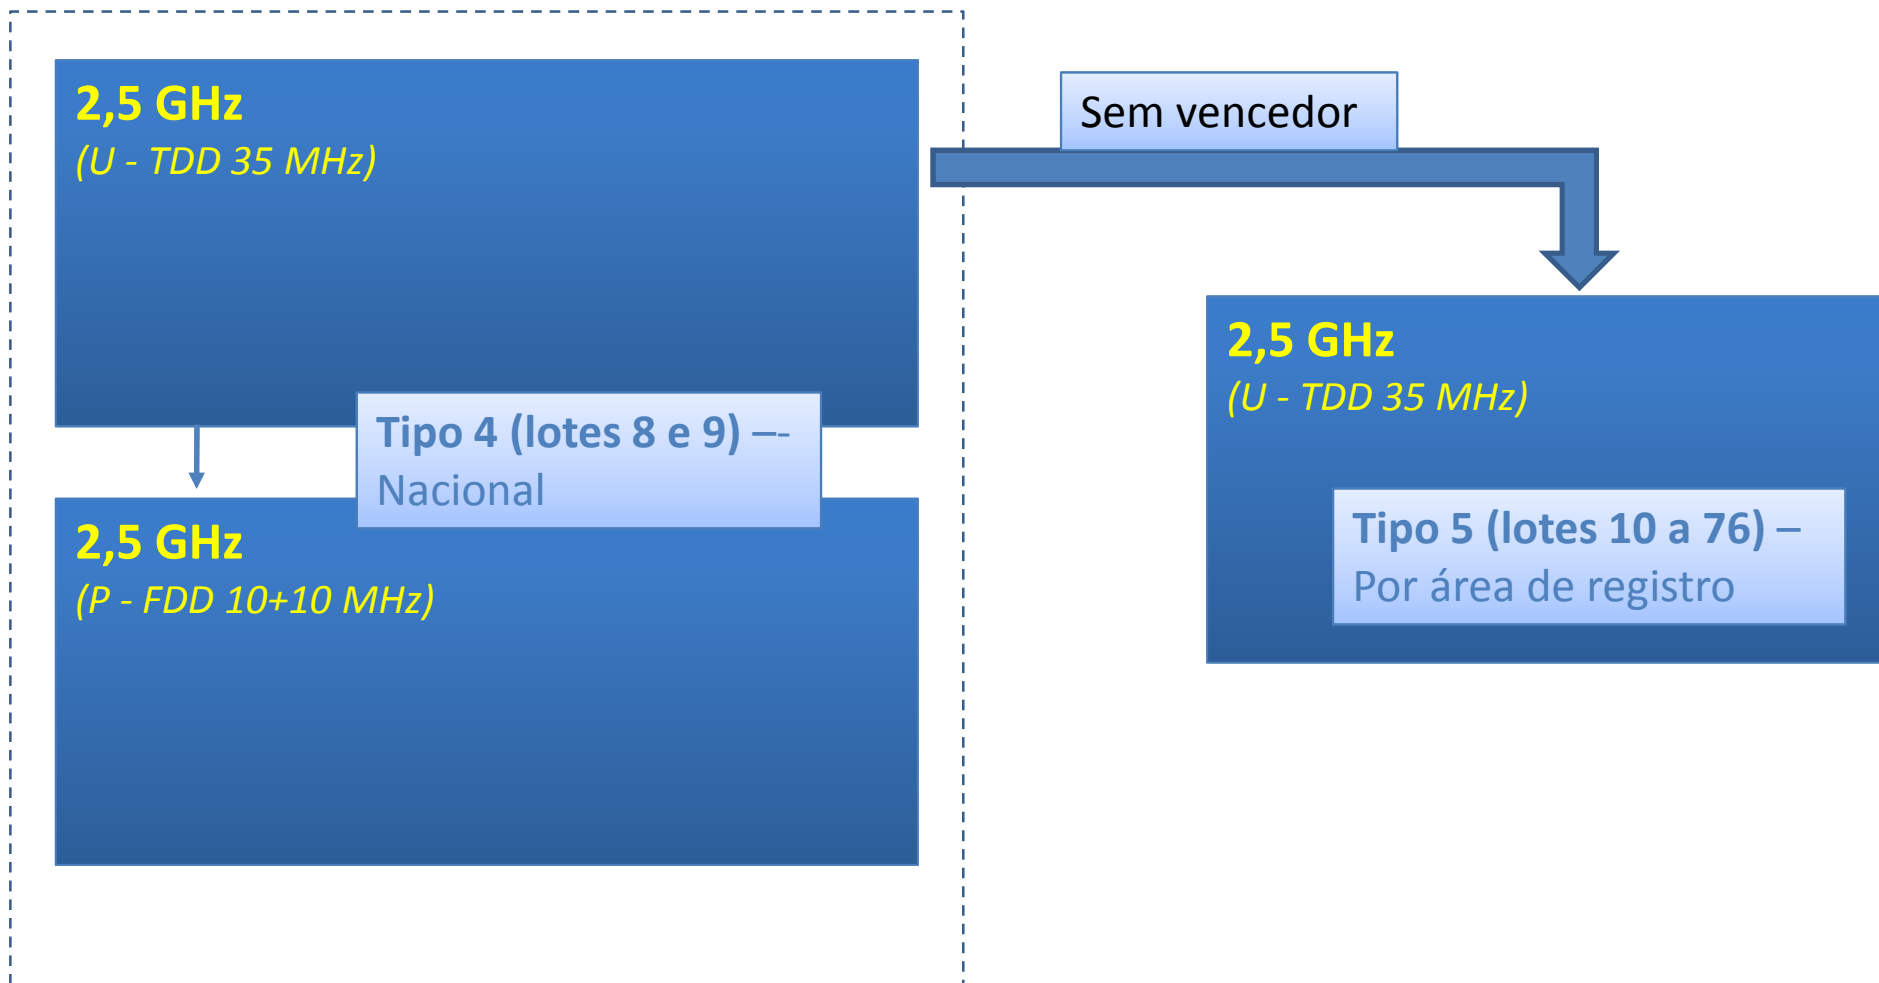 2,5 GHz
(U - TDD 35 MHz)
Sem vencedor
Tipo 4 (lotes 8 e 9) –-
Nacional
2,5 GHz
(P - FDD 10+10 MHz)
2,5 GHz
(U - TDD 35 MHz)
Tipo 5 (lotes 10 a 76) –
Por área de registro